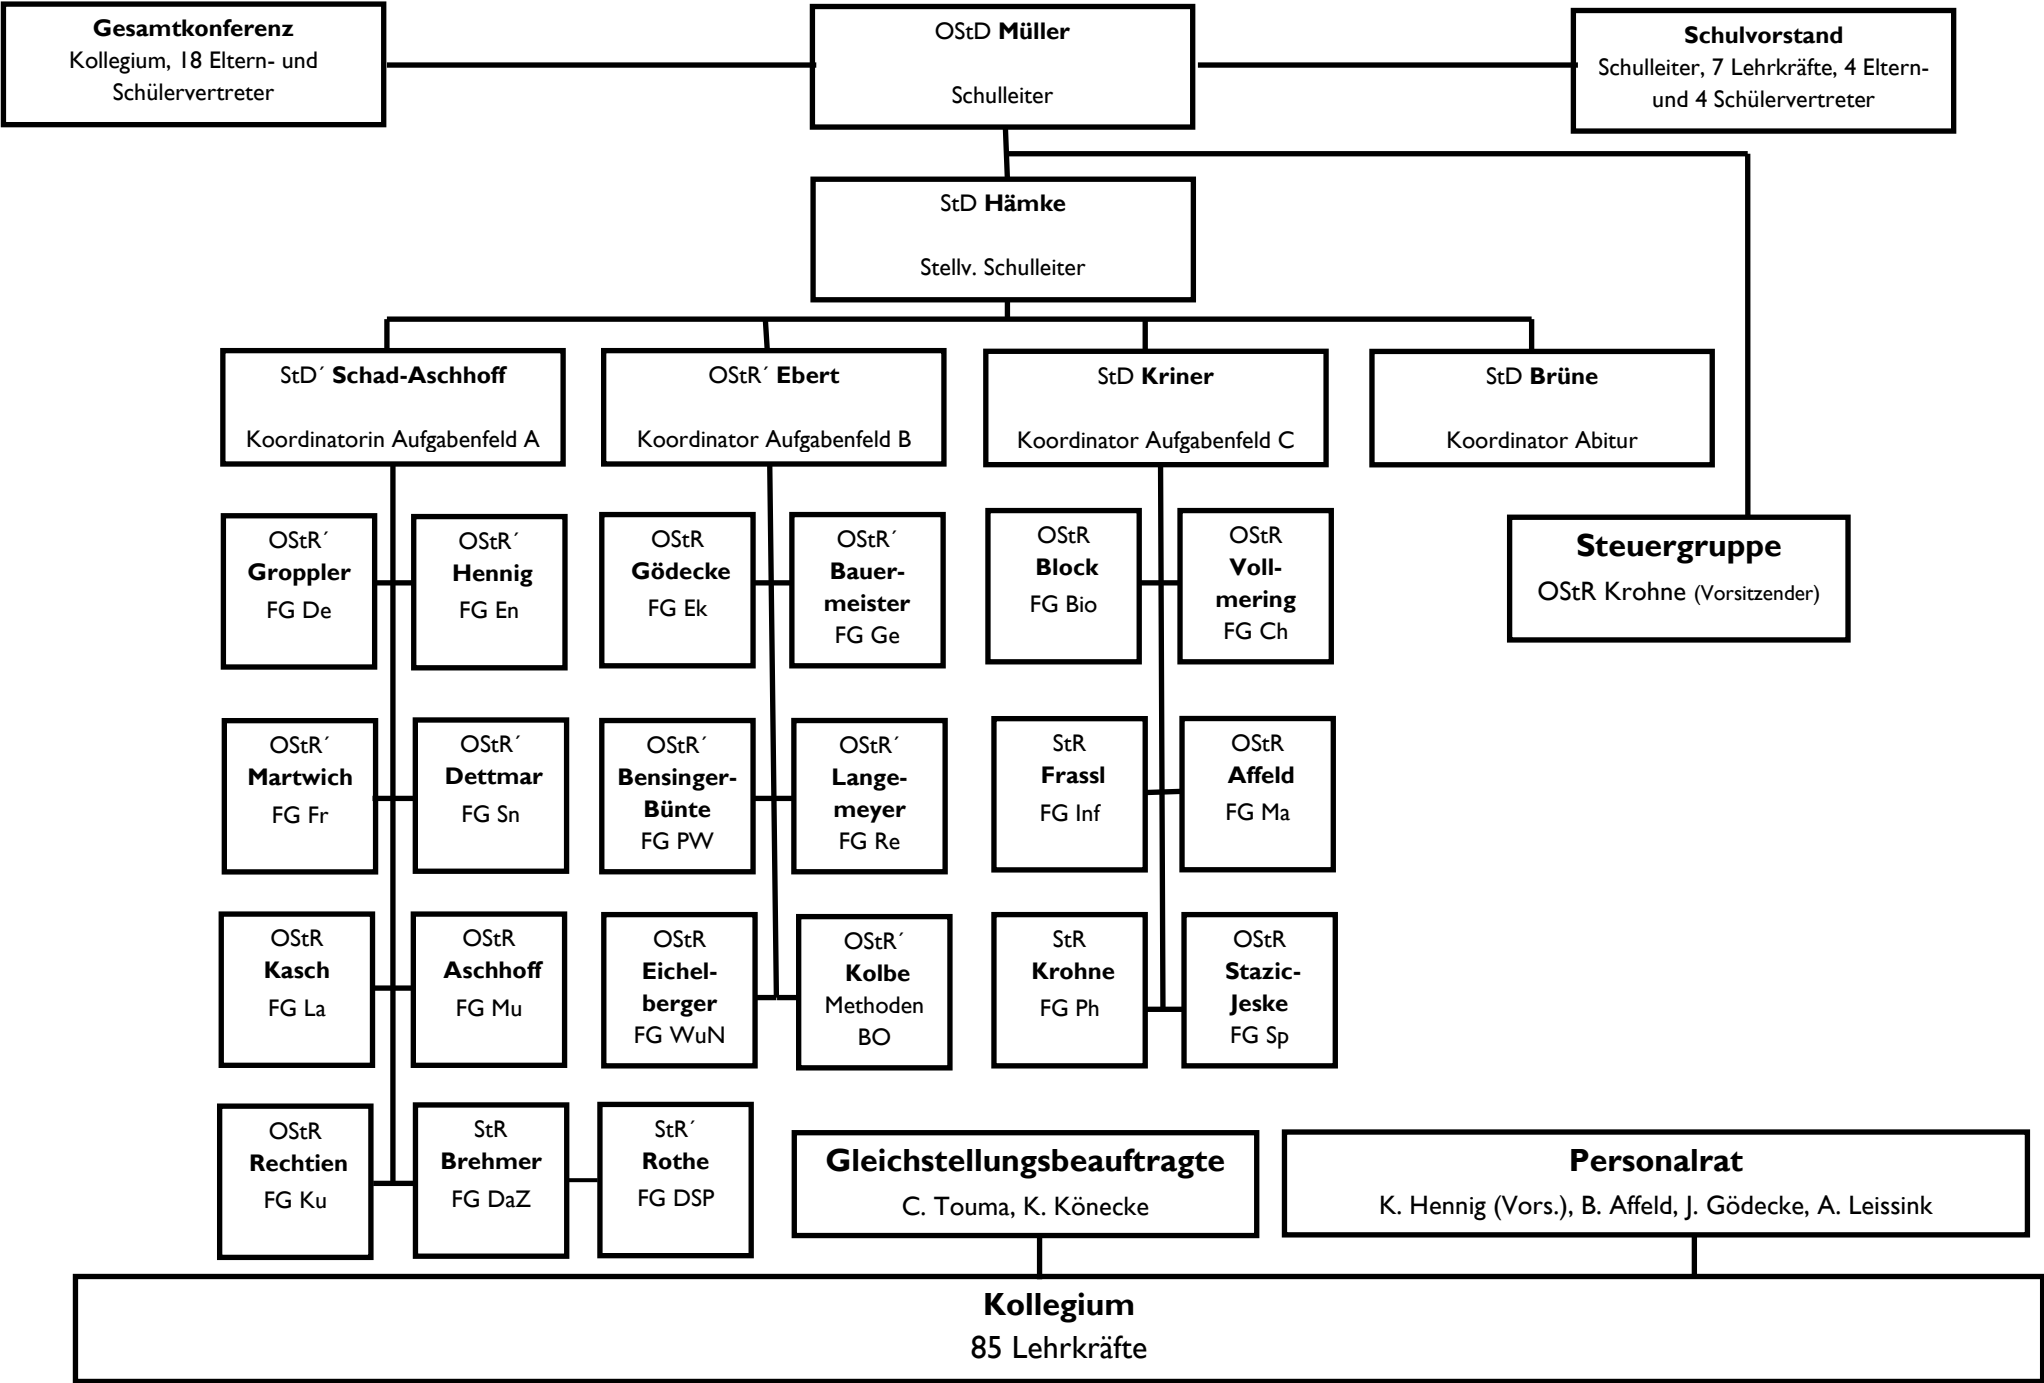 Gesamtkonferenz
Kollegium, 18 Eltern- und
Schülervertreter
OStD Müller
Schulleiter
Schulvorstand
Schulleiter, 7 Lehrkräfte, 4 Eltern-
und 4 Schülervertreter
StD Hämke
Stellv. Schulleiter
StD´ Schad-Aschhoff
Koordinatorin Aufgabenfeld A
OStR´ Ebert
Koordinator Aufgabenfeld B
StD Kriner
Koordinator Aufgabenfeld C
StD Brüne
Koordinator Abitur
OStR´
Groppler
FG De
OStR´
Hennig
FG En
OStR
Gödecke
FG Ek
OStR´
Bauer-
meister
FG Ge
OStR
Block
FG Bio
OStR
Voll-
mering
FG Ch
Steuergruppe
OStR Krohne (Vorsitzender)
OStR´
Martwich
FG Fr
OStR´
Dettmar
FG Sn
OStR´
Bensinger-
Bünte
FG PW
OStR´
Lange-
meyer
FG Re
StR
Frassl
FG Inf
OStR
Affeld
FG Ma
OStR
Kasch
FG La
OStR
Aschhoff
FG Mu
OStR
Eichel-
berger
FG WuN
OStR´
Kolbe
Methoden
BO
StR
Krohne
FG Ph
OStR
Stazic-
Jeske
FG Sp
OStR
Rechtien
FG Ku
StR
Brehmer
FG DaZ
StR´
Rothe
FG DSP
Gleichstellungsbeauftragte
C. Touma, K. Könecke
Personalrat
K. Hennig (Vors.), B. Affeld, J. Gödecke, A. Leissink
Kollegium
85 Lehrkräfte